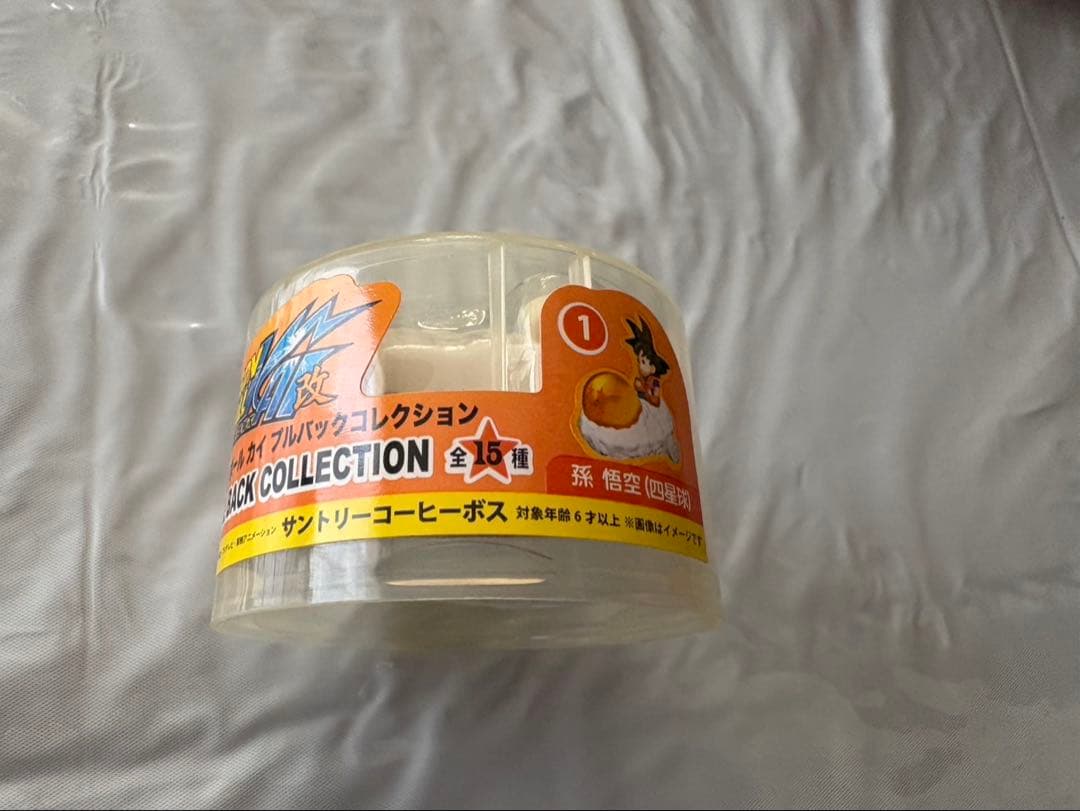 改
ール カイ プルバックコレクション
BACK COLLECTION
全15種
サントリーコーヒーボス 対象年齢6才以上 ※画像はイメージです
1
孫 悟空(四星球)